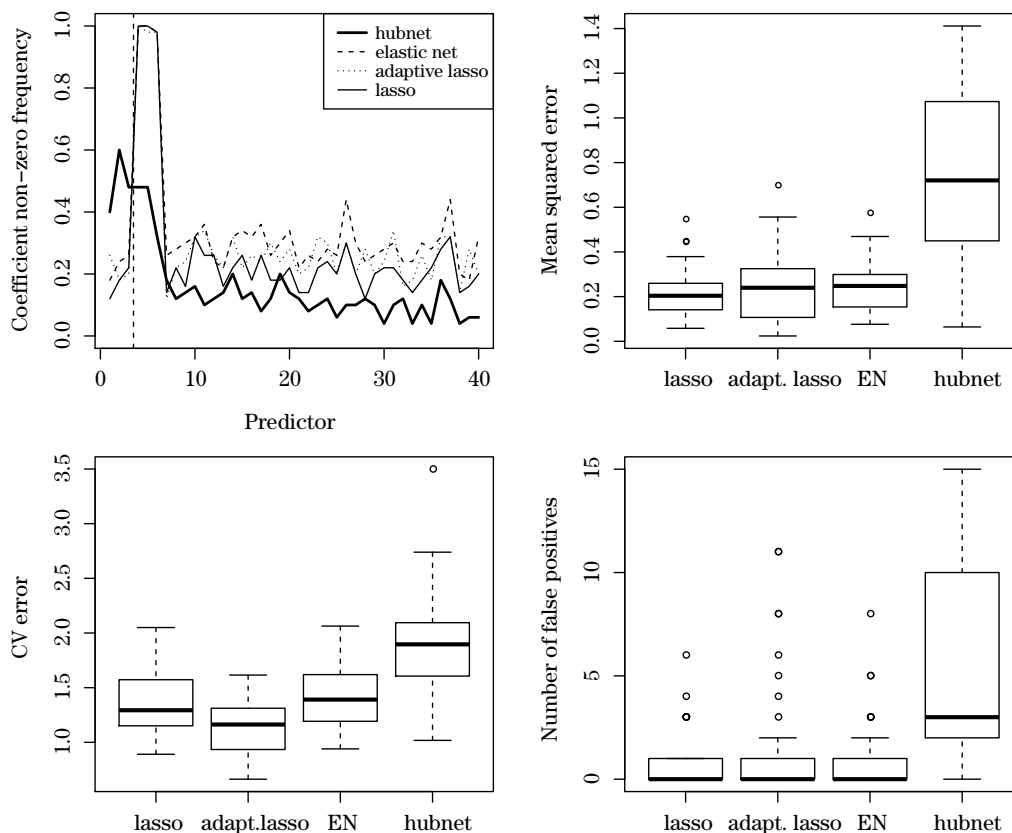 Coefficient non−zero frequency
1.0
0.8
0.6
0.4
0.2
0.0
hubnet
elastic net
adaptive lasso
lasso
0
10
20
30
40
Predictor
Mean squared error
1.4
1.2
1.0
0.8
0.6
0.4
0.2
0.0
lasso
adapt. lasso
EN
hubnet
CV error
3.5
3.0
2.5
2.0
1.5
1.0
lasso
adapt.lasso
EN
hubnet
Number of false positives
15
10
5
0
lasso
adapt. lasso
EN
hubnet